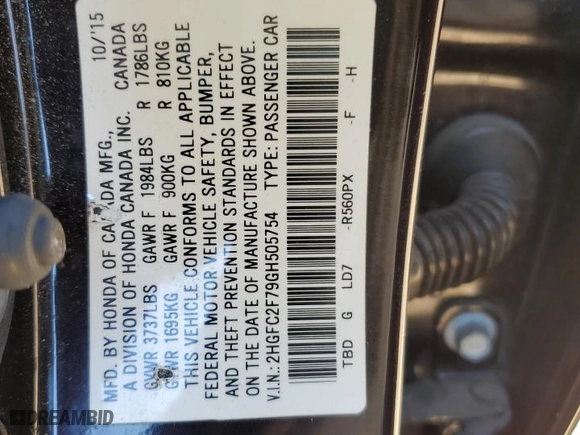 MFD. BY HONDA OF CANADA MFG., 10/'15
A DIVISION OF HONDA CANADA INC. CANADA
GVWR 3737LBS GAWR F 1984LBS R 1786LBS
GVWR 1695KG GAWR F 900KG R 810KG
THIS VEHICLE CONFORMS TO ALL APPLICABLE
FEDERAL MOTOR VEHICLE SAFETY, BUMPER,
AND THEFT PREVENTION STANDARDS IN EFFECT
ON THE DATE OF MANUFACTURE SHOWN ABOVE.
V.I.N.:2HGFC2F79GH505754 TYPE: PASSENGER CAR
TBD G LD7 -R560PX -F -H
DREAMBID